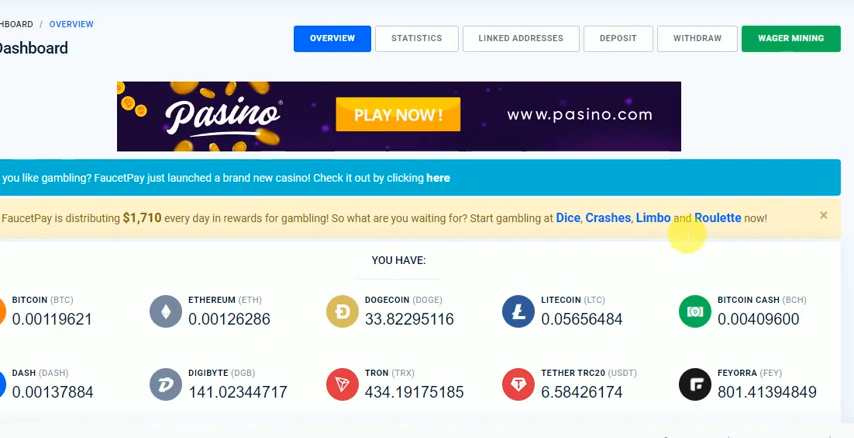 HBOARD / OVERVIEW
Dashboard
OVERVIEW STATISTICS LINKED ADDRESSES DEPOSIT WITHDRAW WAGER MINING
Pasino® PLAY NOW! www.pasino.com
you like gambling? FaucetPay just launched a brand new casino! Check it out by clicking here
FaucetPay is distributing $1,710 every day in rewards for gambling! So what are you waiting for? Start gambling at Dice, Crashes, Limbo and Roulette now! ×
YOU HAVE:
BITCOIN (BTC) ETHEREUM (ETH) DOGECOIN (DOGE) LITECOIN (LTC) BITCOIN CASH (BCH)
0.00119621 0.00126286 33.82295116 0.05656484 0.00409600
DASH (DASH) DIGIBYTE (DGB) TRON (TRX) TETHER TRC20 (USDT) FEYORRA (FEY)
0.00137884 141.02344717 434.19175185 6.58426174 801.41394849